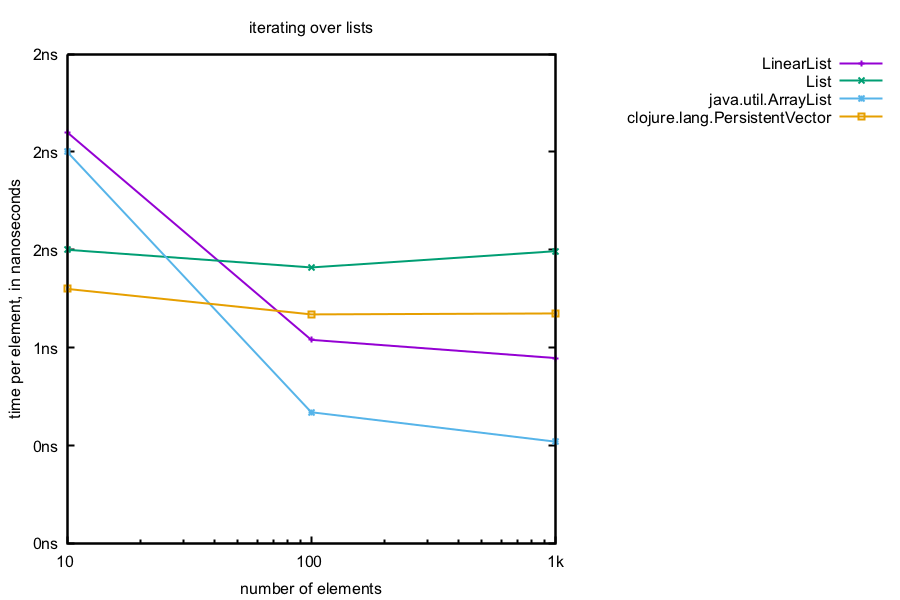 iterating over lists
LinearList
List
java.util.ArrayList
clojure.lang.PersistentVector
time per element, in nanoseconds
2ns
2ns
2ns
1ns
0ns
0ns
10
100
1k
number of elements